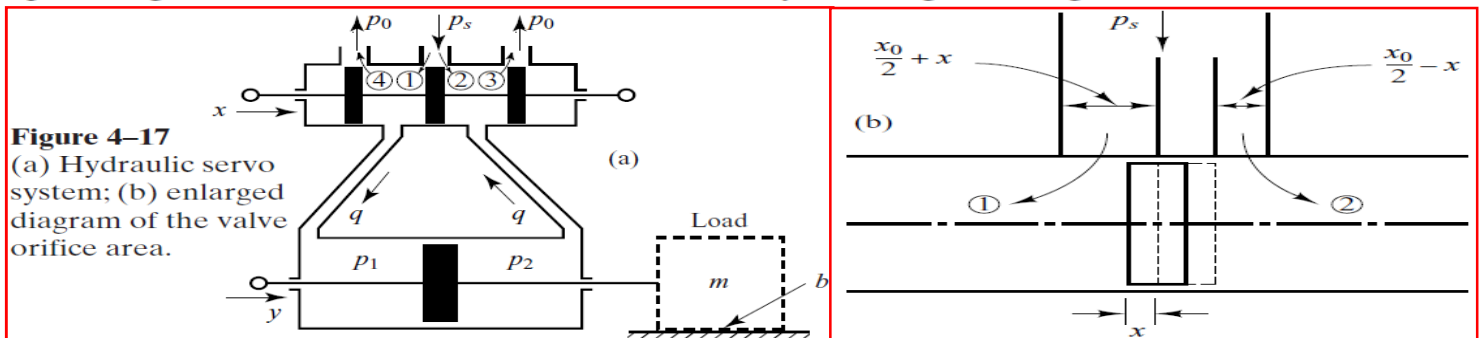 p0 ps p0
④ ① ② ③
x
Figure 4–17
(a) Hydraulic servo
system; (b) enlarged
diagram of the valve
orifice area.
(a)
q q
p1 p2
y
Load
m
b
ps
x0/2 + x
x0/2 − x
(b)
① ②
x